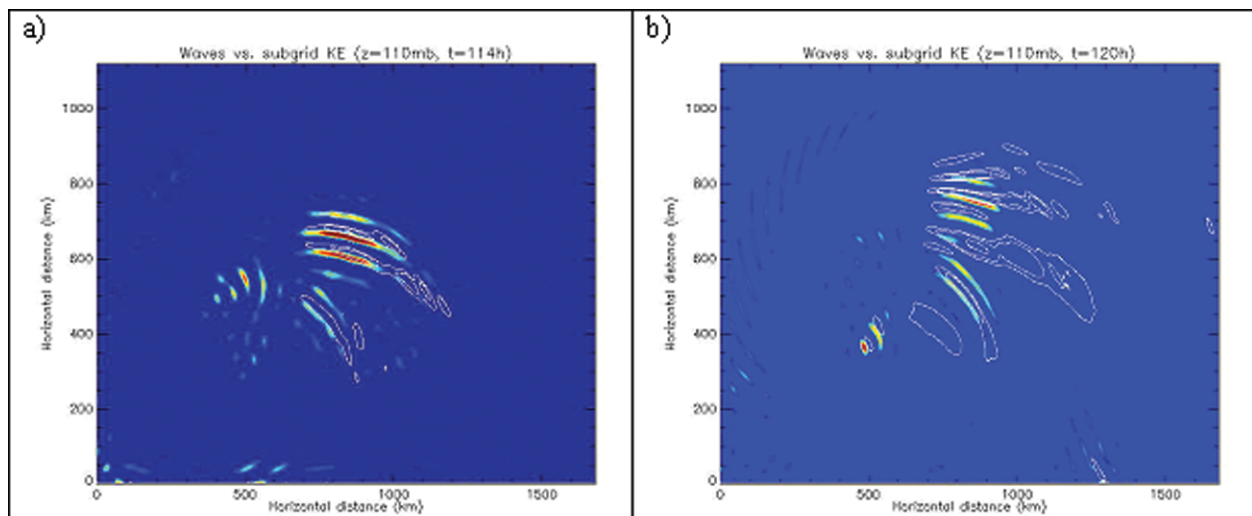 a)
Waves vs. subgrid KE (z=110mb, t=114h)
1000
800
600
400
200
0
Horizontal distance (km)
0
500
1000
1500
Horizontal distance (km)
b)
Waves vs. subgrid KE (z=110mb, t=120h)
1000
800
600
400
200
0
Horizontal distance (km)
0
500
1000
1500
Horizontal distance (km)